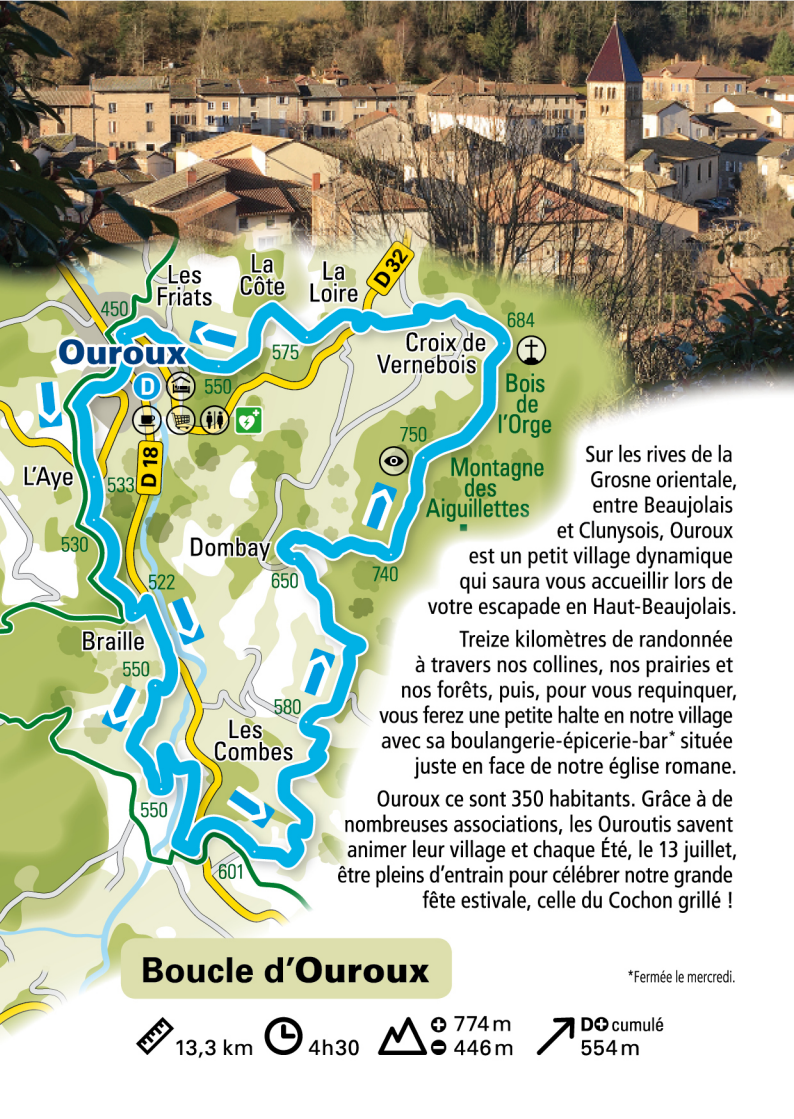 Les
Friats
La
Côte
La
Loire
D 32
450
684
Croix de
Vernebois
575
Ouroux
D
550
Bois
de
l'Orge
750
L'Aye
533
D 18
Montagne
des
Aiguillettes
530
Dombay
650
740
522
Braille
550
580
Les
Combes
550
601
Sur les rives de la
Grosne orientale,
entre Beaujolais
et Clunysois, Ouroux
est un petit village dynamique
qui saura vous accueillir lors de
votre escapade en Haut-Beaujolais.
Treize kilomètres de randonnée
à travers nos collines, nos prairies et
nos forêts, puis, pour vous requinquer,
vous ferez une petite halte en notre village
avec sa boulangerie-épicerie-bar* située
juste en face de notre église romane.
Ouroux ce sont 350 habitants. Grâce à de
nombreuses associations, les Ouroutis savent
animer leur village et chaque Été, le 13 juillet,
être pleins d'entrain pour célébrer notre grande
fête estivale, celle du Cochon grillé !
Boucle d'Ouroux
*Fermée le mercredi.
13,3 km
4h30
+ 774 m
- 446 m
D+ cumulé
554 m